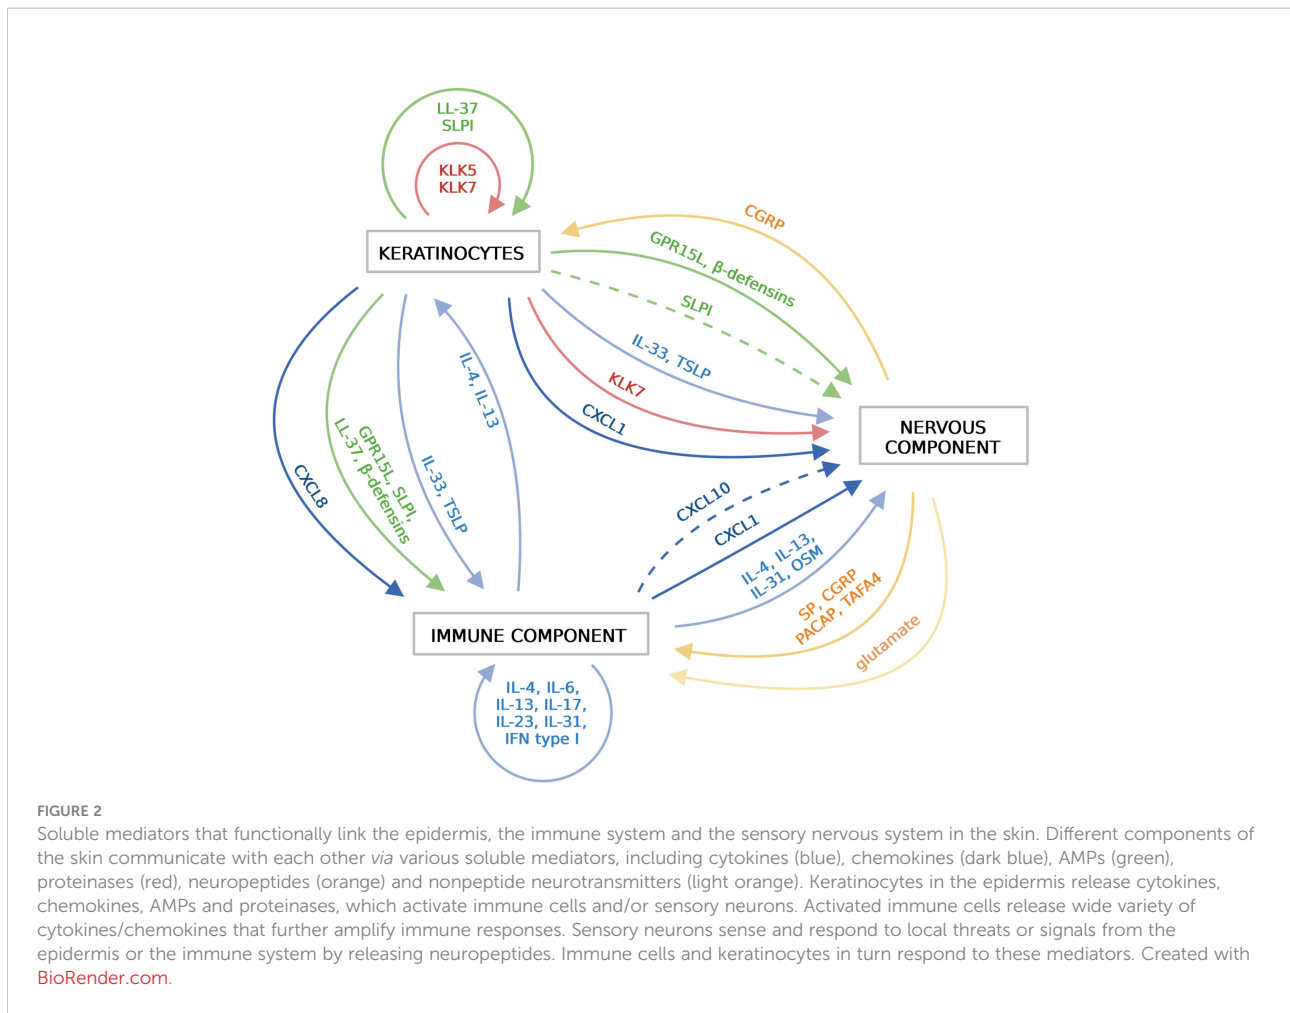 LL-37
SLPI
KLK5
KLK7
KERATINOCYTES
CGRP
GPR15L, β-defensins
SLPI
IL-33, TSLP
KLK7
CXCL1
IL-4, IL-13
CXCL8
GPR15L, SLPI,
LL-37, β-defensins
IL-33, TSLP
NERVOUS
COMPONENT
CXCL10
CXCL1
IL-4, IL-13,
IL-31, OSM
SP, CGRP
PACAP, TAFA4
glutamate
IMMUNE COMPONENT
IL-4, IL-6,
IL-13, IL-17,
IL-23, IL-31,
IFN type I
FIGURE 2
Soluble mediators that functionally link the epidermis, the immune system and the sensory nervous system in the skin. Different components of
the skin communicate with each other via various soluble mediators, including cytokines (blue), chemokines (dark blue), AMPs (green),
proteinases (red), neuropeptides (orange) and nonpeptide neurotransmitters (light orange). Keratinocytes in the epidermis release cytokines,
chemokines, AMPs and proteinases, which activate immune cells and/or sensory neurons. Activated immune cells release wide variety of
cytokines/chemokines that further amplify immune responses. Sensory neurons sense and respond to local threats or signals from the
epidermis or the immune system by releasing neuropeptides. Immune cells and keratinocytes in turn respond to these mediators. Created with
BioRender.com.